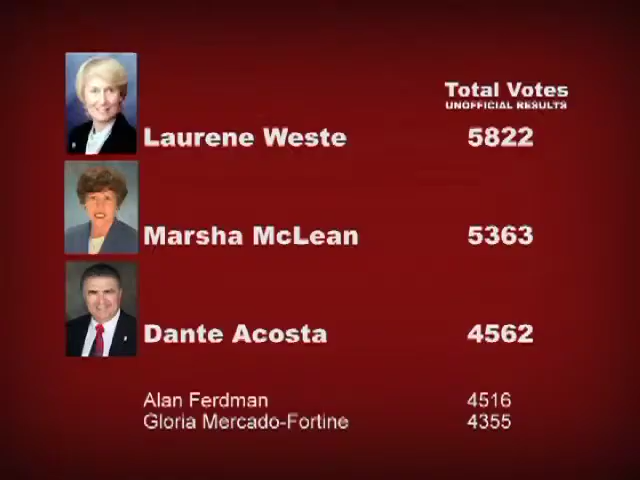 Total Votes
UNOFFICIAL RESULTS
Laurene Weste 5822
Marsha McLean 5363
Dante Acosta 4562
Alan Ferdman 4516
Gloria Mercado-Fortine 4355